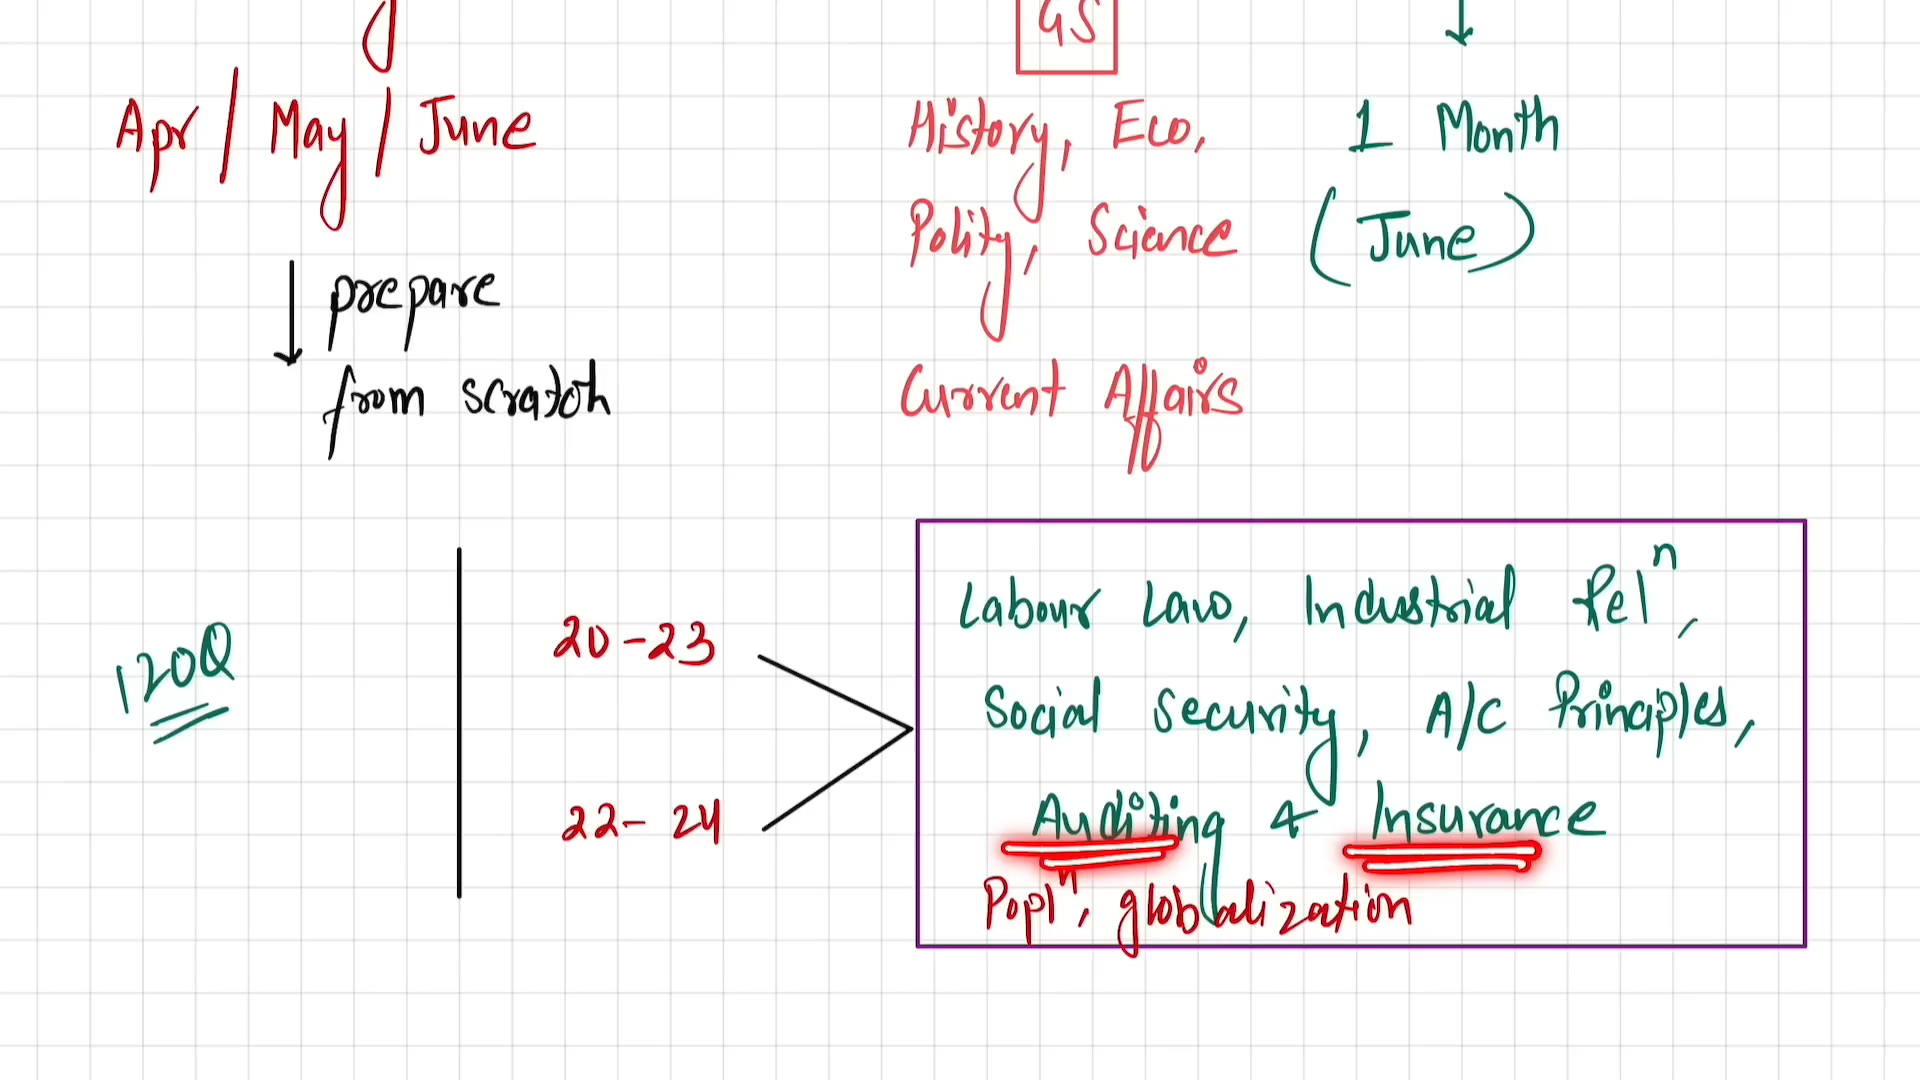 GS
Apr / May / June
prepare
from scratch
History, Eco,
Polity, Science
Current Affairs
1 Month
(June)
120Q
20-23
22-24
Labour Law, Industrial Relⁿ,
Social Security, A/C Principles,
Auditing & Insurance
Poplⁿ, globalization